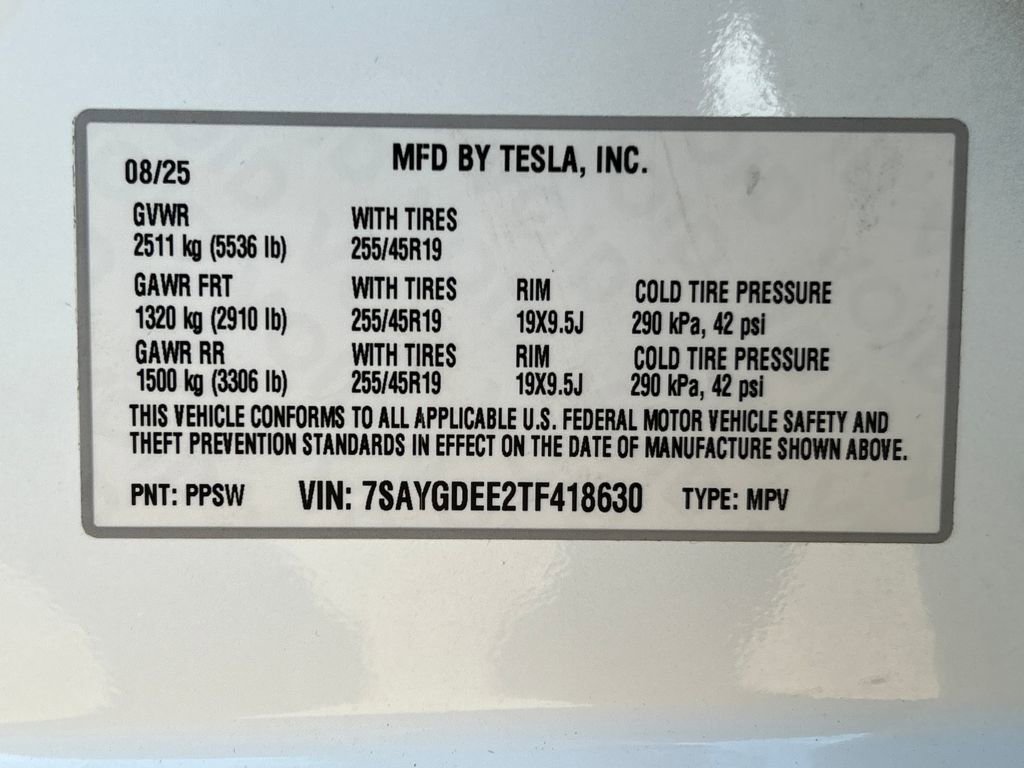 MFD BY TESLA, INC.
08/25
GVWR WITH TIRES
2511 kg (5536 lb) 255/45R19
GAWR FRT WITH TIRES RIM COLD TIRE PRESSURE
1320 kg (2910 lb) 255/45R19 19X9.5J 290 kPa, 42 psi
GAWR RR WITH TIRES RIM COLD TIRE PRESSURE
1500 kg (3306 lb) 255/45R19 19X9.5J 290 kPa, 42 psi
THIS VEHICLE CONFORMS TO ALL APPLICABLE U.S. FEDERAL MOTOR VEHICLE SAFETY AND
THEFT PREVENTION STANDARDS IN EFFECT ON THE DATE OF MANUFACTURE SHOWN ABOVE.
PNT: PPSW VIN: 7SAYGDEE2TF418630 TYPE: MPV